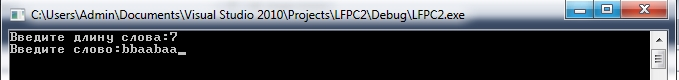 C:\Users\Admin\Documents\Visual Studio 2010\Projects\LFPC2\Debug\LFPC2.exe
Введите длину слова:7
Введите слово:bbaabaa_